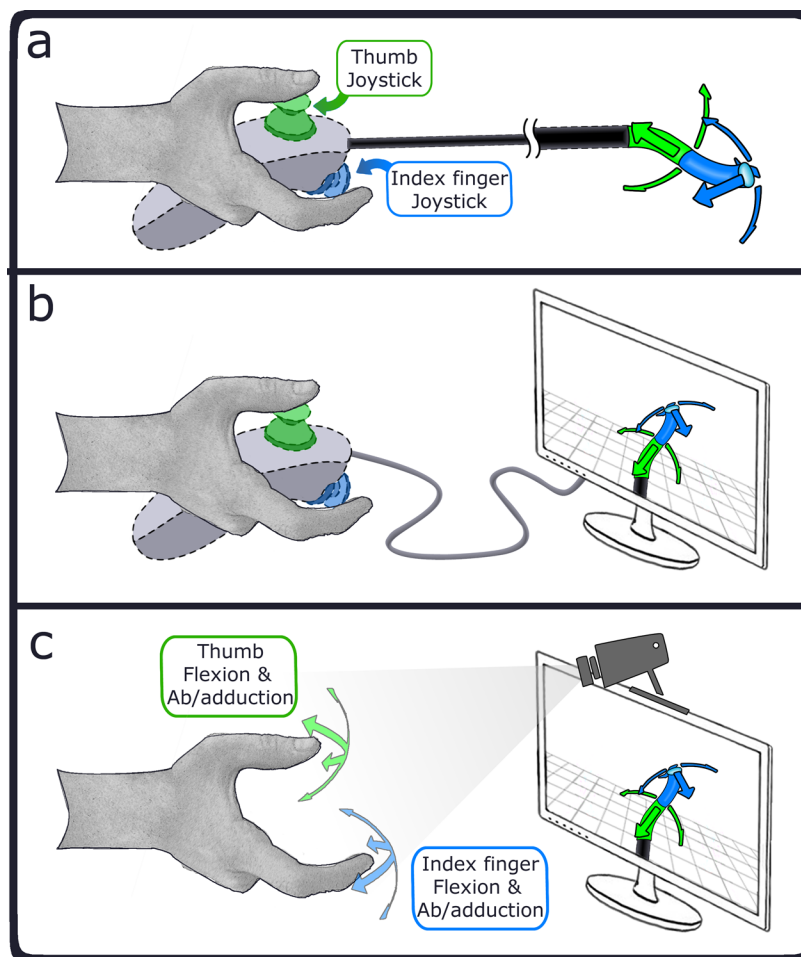 a
Thumb
Joystick
Index finger
Joystick
b
c
Thumb
Flexion &
Ab/adduction
Index finger
Flexion &
Ab/adduction